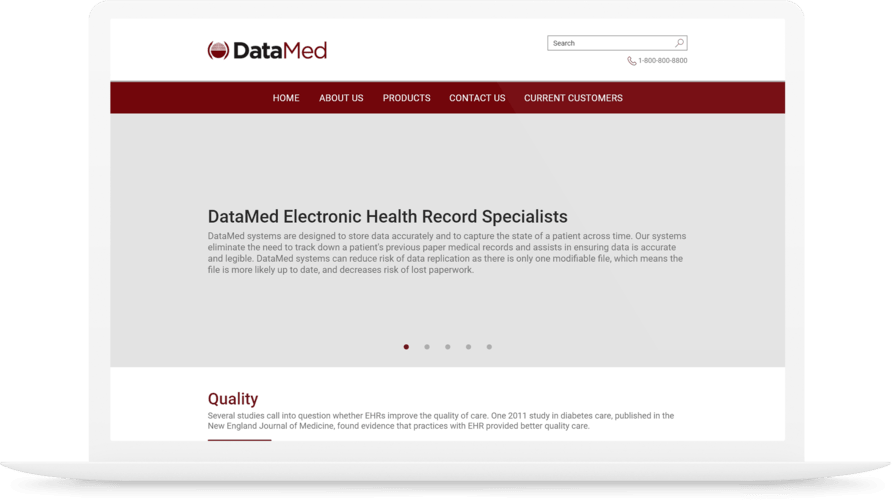 DataMed
Search
1-800-800-8800
HOME ABOUT US PRODUCTS CONTACT US CURRENT CUSTOMERS
DataMed Electronic Health Record Specialists
DataMed systems are designed to store data accurately and to capture the state of a patient across time. Our systems
eliminate the need to track down a patient's previous paper medical records and assists in ensuring data is accurate
and legible. DataMed systems can reduce risk of data replication as there is only one modifiable file, which means the
file is more likely up to date, and decreases risk of lost paperwork.
Quality
Several studies call into question whether EHRs improve the quality of care. One 2011 study in diabetes care, published in the
New England Journal of Medicine, found evidence that practices with EHR provided better quality care.